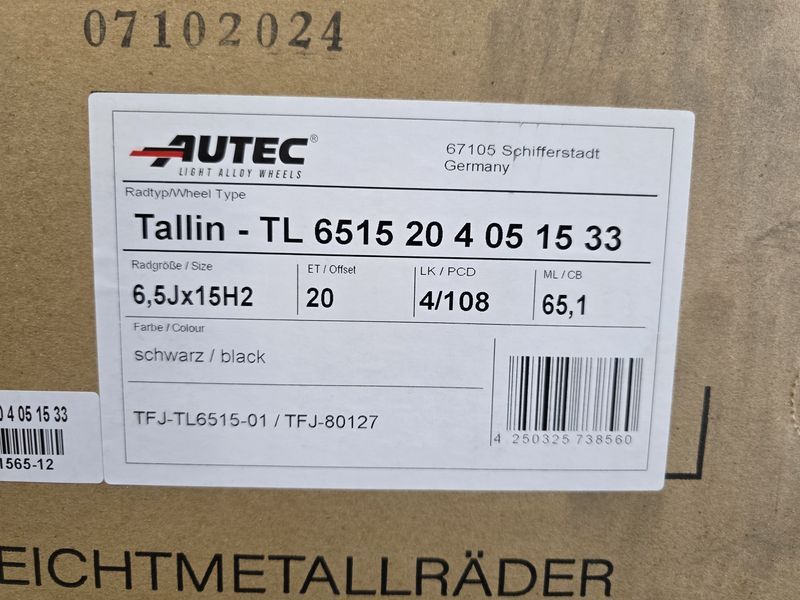 07102024
AUTEC®
LIGHT ALLOY WHEELS
67105 Schifferstadt
Germany
Radtyp/Wheel Type
Tallin - TL 6515 20 4 05 15 33
Radgröße / Size
ET / Offset
LK / PCD
ML / CB
6,5Jx15H2
20
4/108
65,1
Farbe / Colour
schwarz / black
TFJ-TL6515-01 / TFJ-80127
4 250325 738560
0 4 05 15 33
1565-12
EICHTMETALLRÄDER